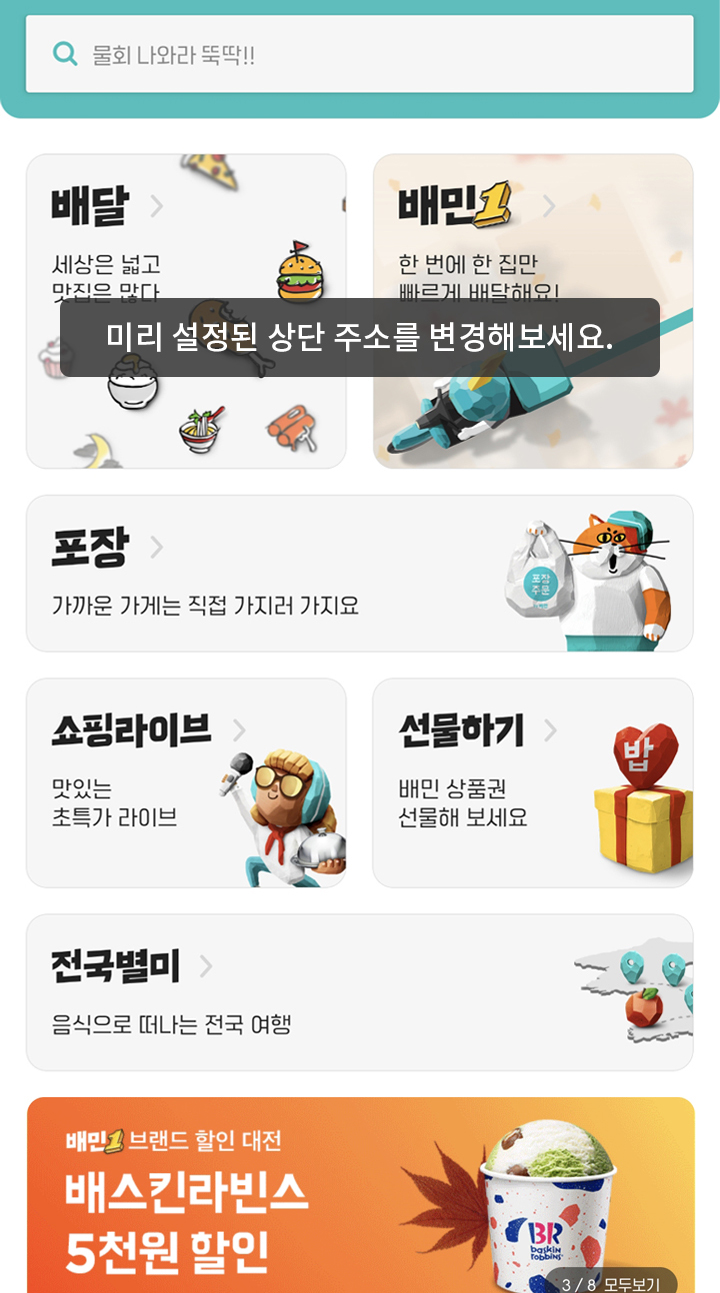 물회 나와라 뚝딱!!
배달
세상은 넓고
맛집은 많다
배민1
한 번에 한 집만
빠르게 배달해요!
미리 설정된 상단 주소를 변경해보세요.
포장
가까운 가게는 직접 가지러 가지요
포장
주문
쇼핑라이브
맛있는
초특가 라이브
선물하기
배민 상품권
선물해 보세요
밥
전국별미
음식으로 떠나는 전국 여행
배민1 브랜드 할인 대전
배스킨라빈스
5천원 할인
BR
baskin
robbins
3 / 8 모두보기